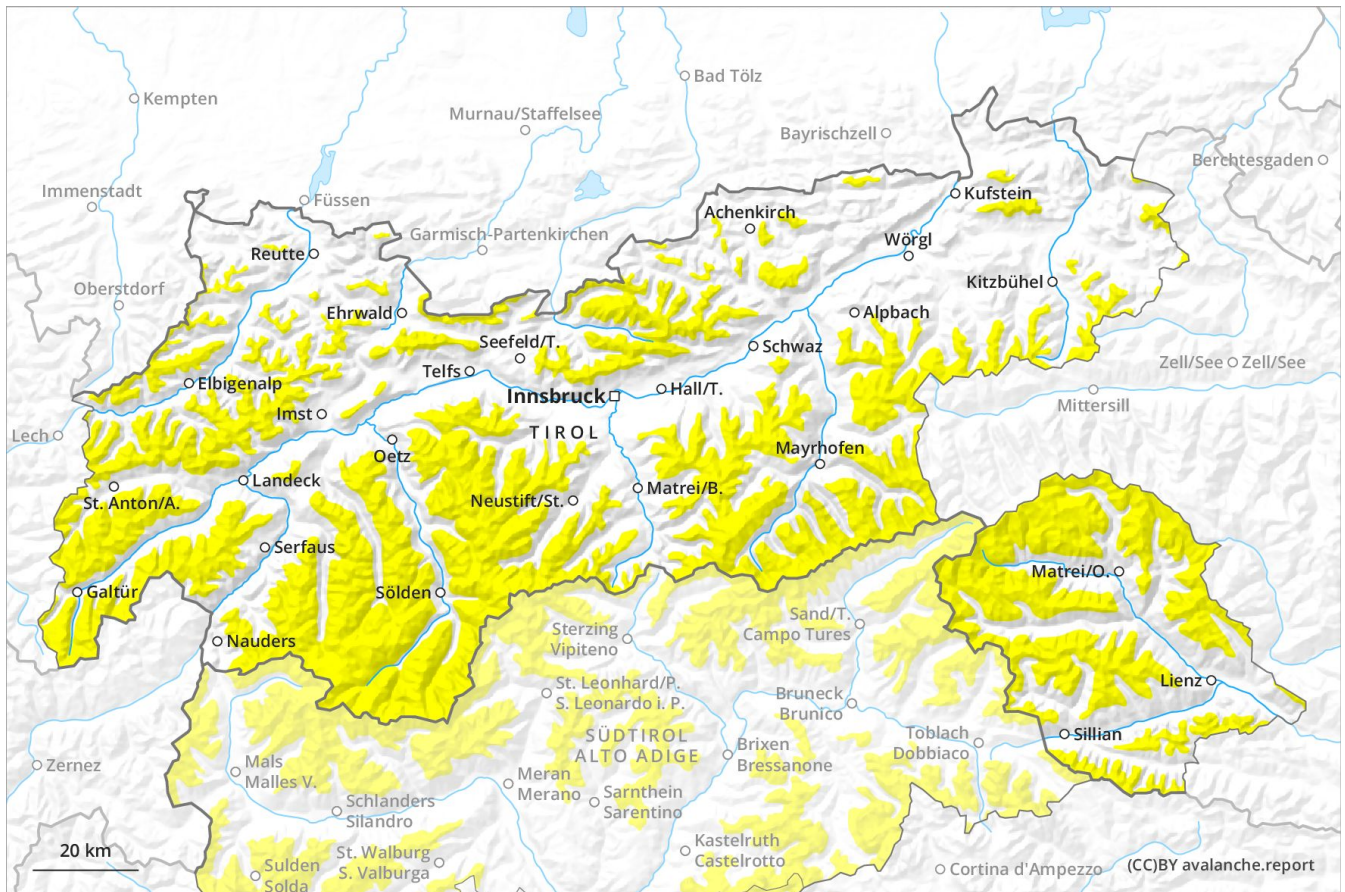 Kempten
Bad Tölz
Murnau/Staffelsee
Bayrischzell
Berchtesgaden
Immenstadt
Füssen
Kufstein
Achenkirch
Garmisch-Partenkirchen
Wörgl
Reutte
Oberstdorf
Kitzbühel
Ehrwald
Alpbach
Seefeld/T.
Schwaz
Zell/See
Zell/See
Telfs
Elbigenalp
Innsbruck
Hall/T.
Mittersill
Imst
TIROL
Lech
Oetz
Mayrhofen
Landeck
St. Anton/A.
Neustift/St.
Matrei/B.
Serfaus
Matrei/O.
Galtür
Sölden
Sand/T.
Campo Tures
Sterzing
Vipiteno
Nauders
Lienz
St. Leonhard/P.
S. Leonardo i. P.
Bruneck
Brunico
SÜDTIROL
ALTO ADIGE
Sillian
Toblach
Dobbiaco
Brixen
Bressanone
Zernez
Mals
Malles V.
Meran
Merano
Sarnthein
Sarentino
Schlanders
Silandro
Kastelruth
Castelrotto
20 km
St. Walburg
S. Valburga
Sulden
Solda
Cortina d'Ampezzo
(CC)BY avalanche.report